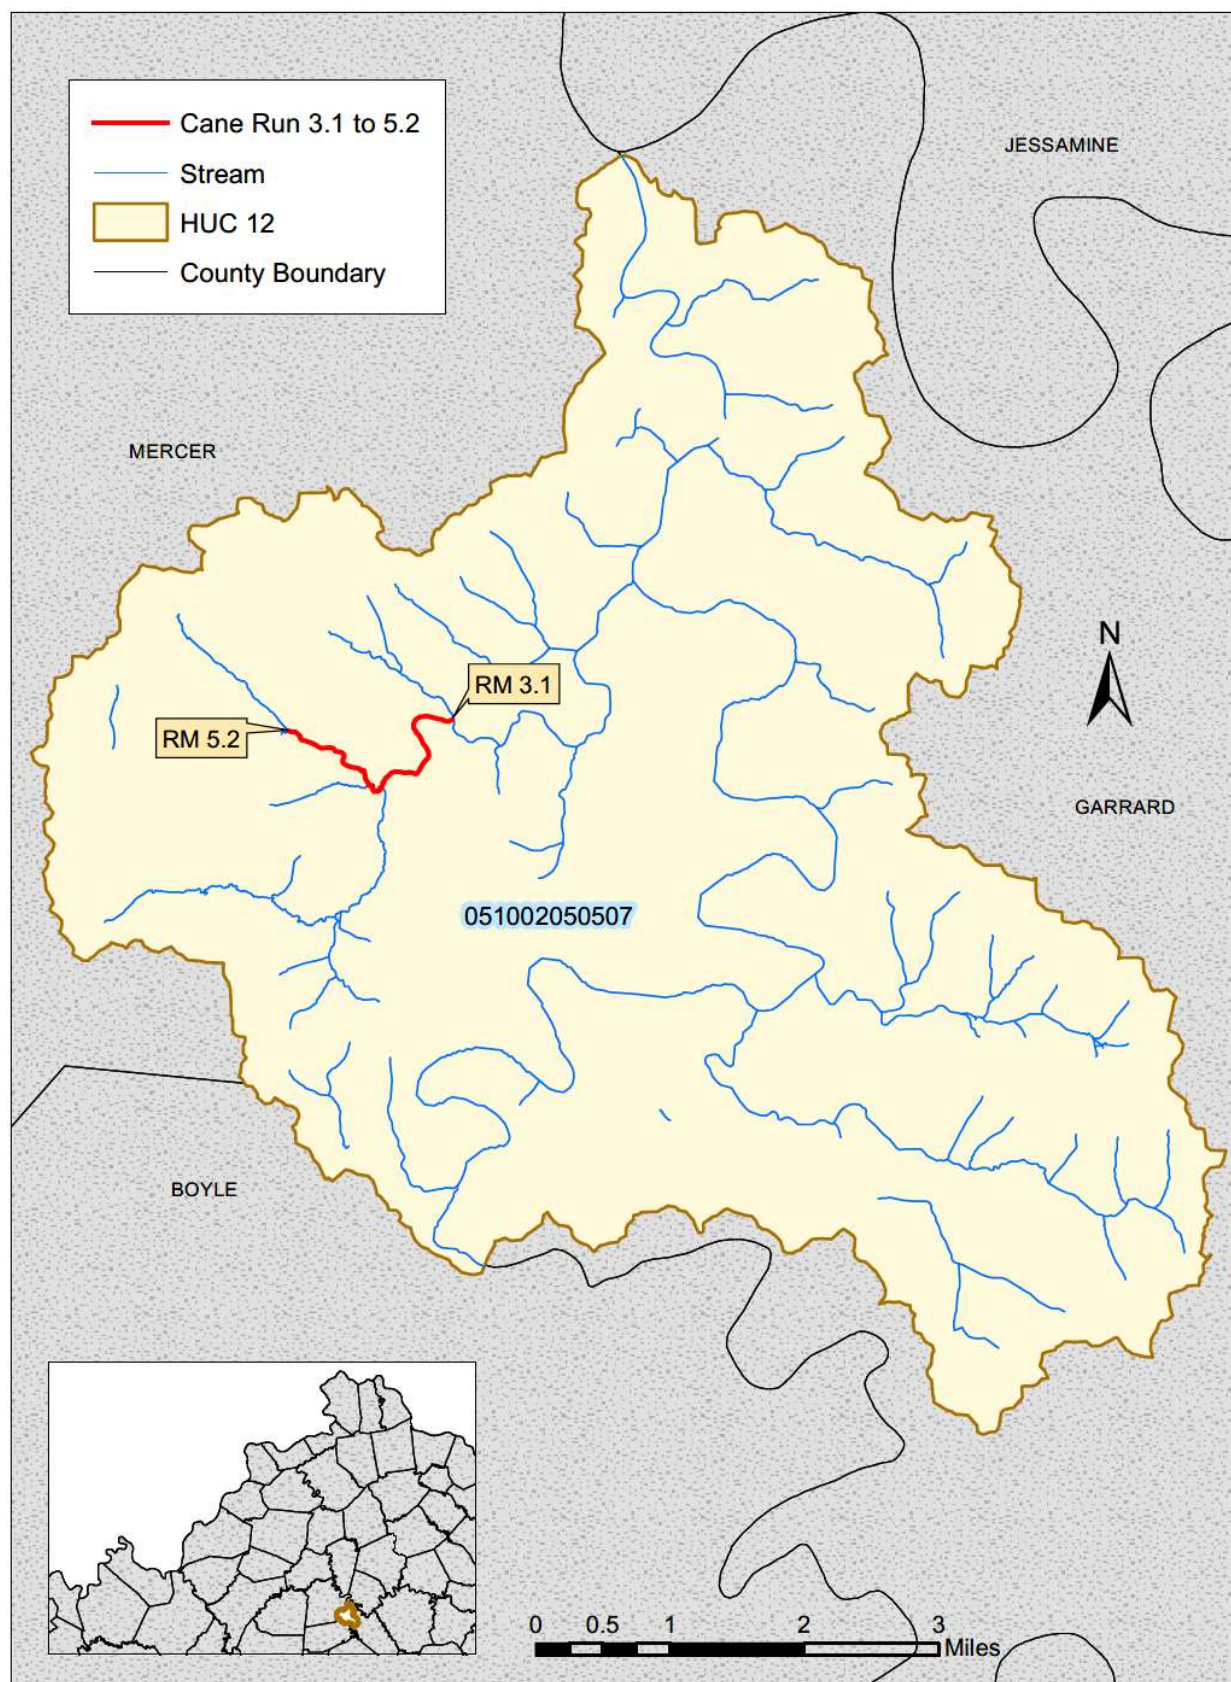 Cane Run 3.1 to 5.2
Stream
HUC 12
County Boundary
JESSAMINE
MERCER
N
RM 3.1
RM 5.2
GARRARD
051002050507
BOYLE
0 0.5 1 2 3
Miles